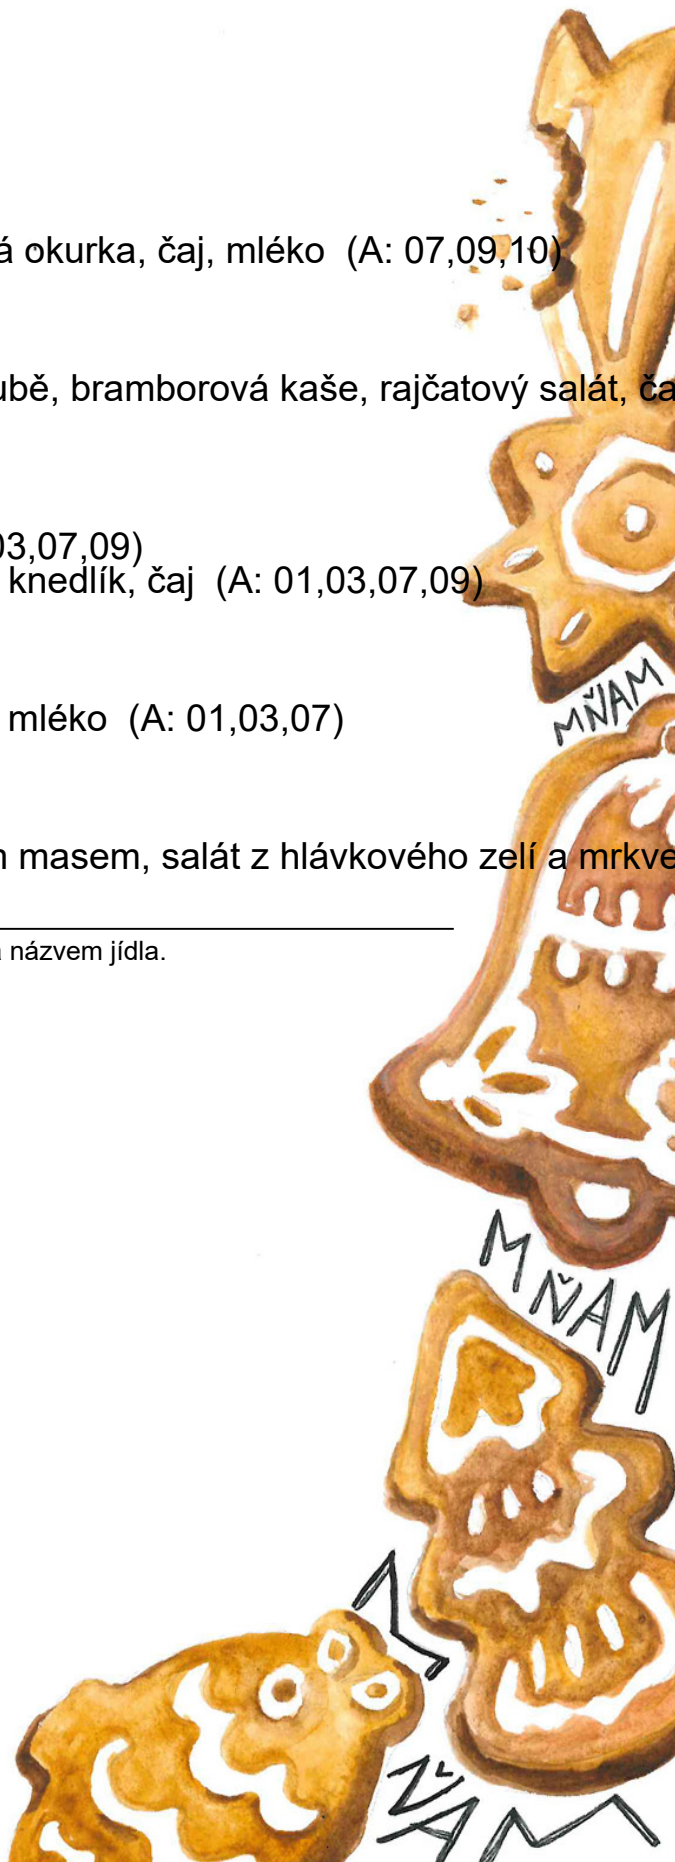 á okurka, čaj, mléko (A: 07,09,10)
ubě, bramborová kaše, rajčatový salát, ča
03,07,09)
knedlík, čaj (A: 01,03,07,09)
MŇAM
mléko (A: 01,03,07)
m masem, salát z hlávkového zelí a mrkve
a názvem jídla.
MŇAM
MŇAM